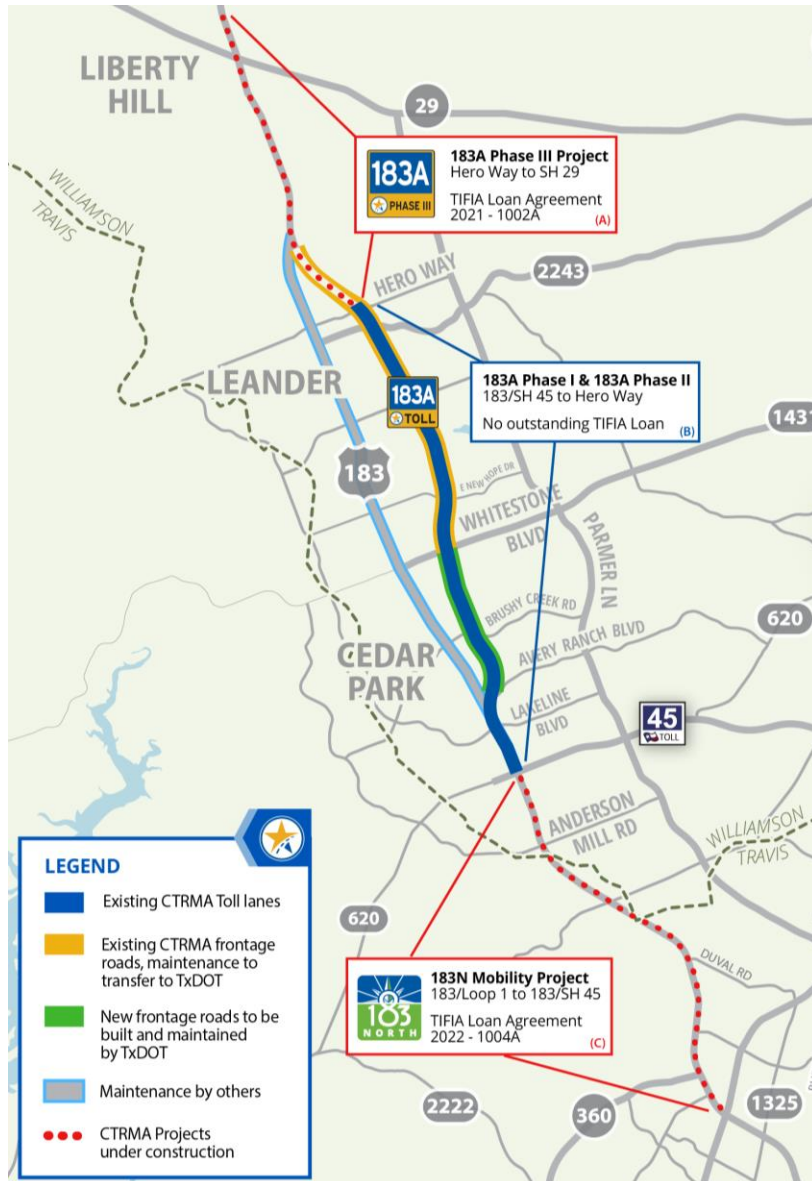 LIBERTY
HILL
29
183A
PHASE III
183A Phase III Project
Hero Way to SH 29
TIFIA Loan Agreement
2021 - 1002A
(A)
WILLIAMSON
TRAVIS
HERO WAY
2243
LEANDER
183A
TOLL
183A Phase I & 183A Phase II
183/SH 45 to Hero Way
No outstanding TIFIA Loan
(B)
1431
183
E NEW HOPE DR
WHITESTONE
BLVD
PARMER LN
BRUSHY CREEK RD
620
AVERY RANCH BLVD
CEDAR
PARK
LAKELINE
BLVD
45
TOLL
ANDERSON
MILL RD
WILLIAMSON
TRAVIS
LEGEND
Existing CTRMA Toll lanes
Existing CTRMA frontage
roads, maintenance to
transfer to TxDOT
New frontage roads to be
built and maintained
by TxDOT
Maintenance by others
CTRMA Projects
under construction
620
183
NORTH
183N Mobility Project
183/Loop 1 to 183/SH 45
TIFIA Loan Agreement
2022 - 1004A
(C)
DUVAL RD
2222
360
1325